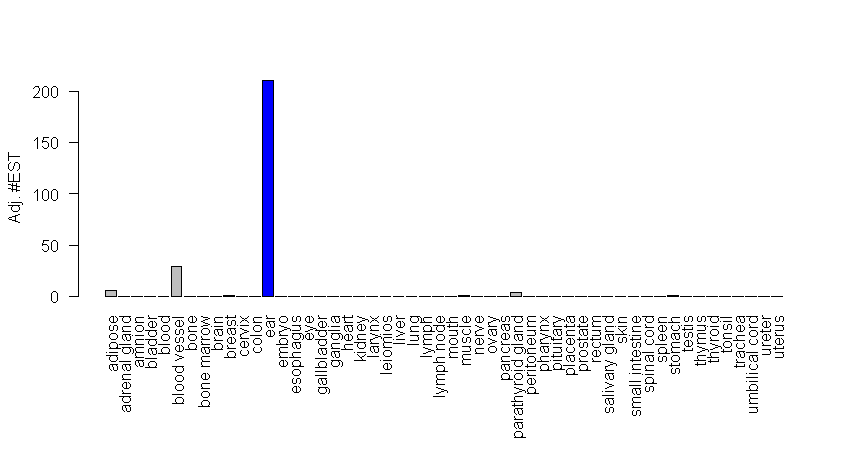 Adj. #EST
200
150
100
50
0
adipose
adrenal gland
amnion
bladder
blood
blood vessel
bone
bone marrow
brain
breast
cervix
colon
ear
embryo
esophagus
eye
gallbladder
ganglia
heart
kidney
larynx
leiomios
liver
lung
lymph
lymph node
mouth
muscle
nerve
ovary
pancreas
parathyroid gland
peritoneum
pharynx
pituitary
placenta
prostate
rectum
salivary gland
skin
small intestine
spinal cord
spleen
stomach
testis
thymus
thyroid
tonsil
trachea
umbilical cord
ureter
uterus